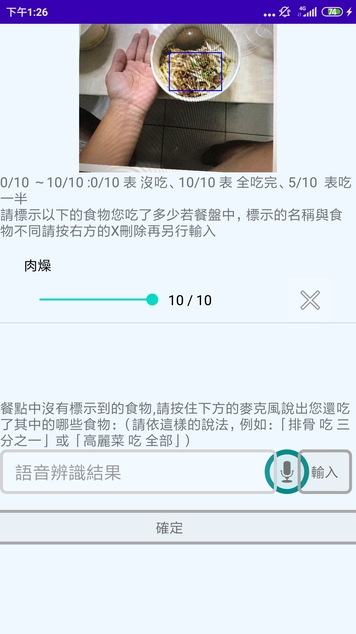 下午1:26
4G
74
0/10 ~10/10 :0/10 表 沒吃、10/10 表 全吃完、5/10 表吃
一半
請標示以下的食物您吃了多少若餐盤中, 標示的名稱與食
物不同請按右方的X刪除再另行輸入
肉燥
10 / 10
餐點中沒有標示到的食物,請按住下方的麥克風說出您還吃
了其中的哪些食物：（請依這樣的說法，例如:「排骨 吃 三
分之一」或「高麗菜 吃 全部」）
語音辨識結果
輸入
確定